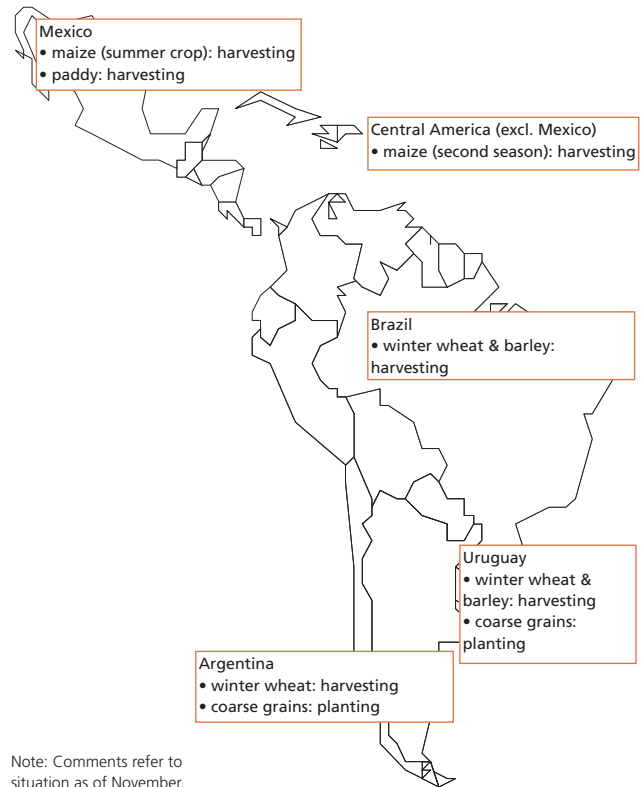 Mexico
• maize (summer crop): harvesting
• paddy: harvesting
Central America (excl. Mexico)
• maize (second season): harvesting
Brazil
• winter wheat & barley:
harvesting
Uruguay
• winter wheat &
barley: harvesting
• coarse grains:
planting
Argentina
• winter wheat: harvesting
• coarse grains: planting
Note: Comments refer to
situation as of November.